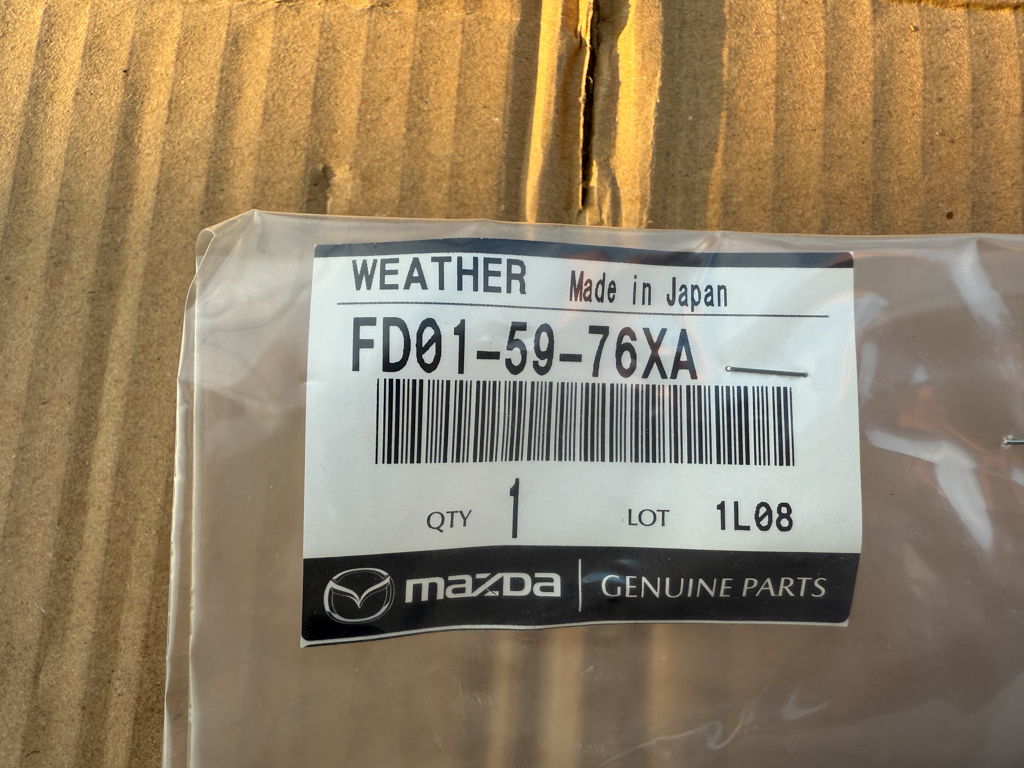 WEATHER Made in Japan
FD01-59-76XA
QTY 1 LOT 1L08
mazda GENUINE PARTS